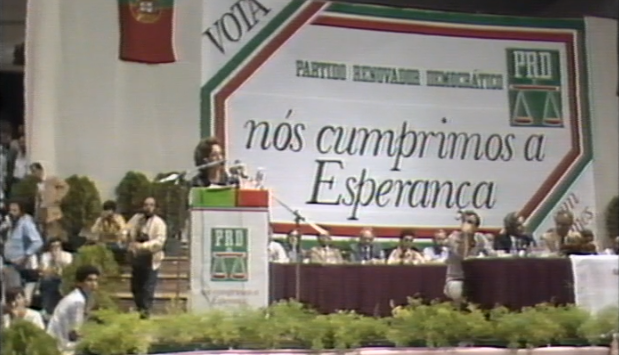 VOTA
PARTIDO RENOVADOR DEMOCRÁTICO
PRD
nós cumprimos a
Esperança
PRD